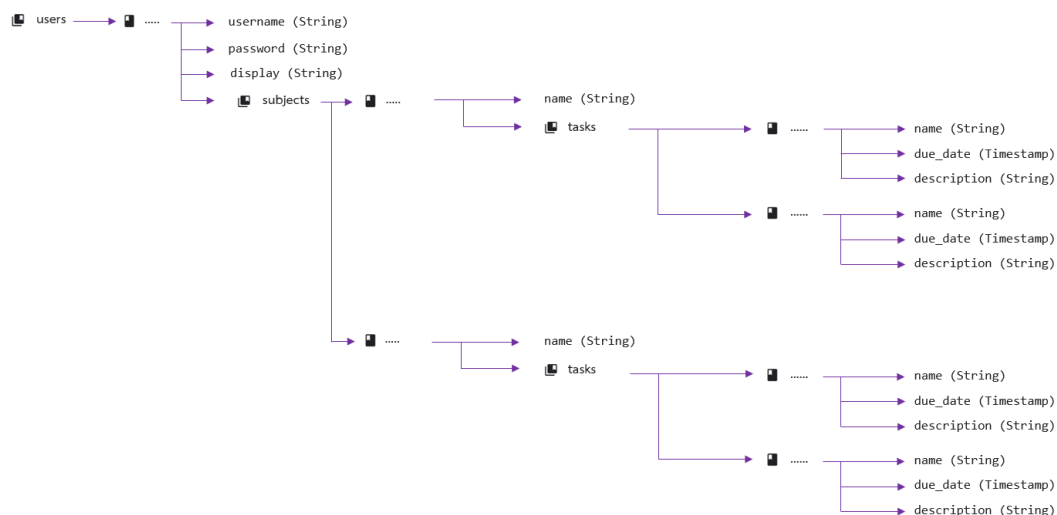 users ..... username (String)
password (String)
display (String)
subjects ..... name (String)
tasks ...... name (String)
due_date (Timestamp)
description (String)
...... name (String)
due_date (Timestamp)
description (String)
..... name (String)
tasks ...... name (String)
due_date (Timestamp)
description (String)
...... name (String)
due_date (Timestamp)
description (String)